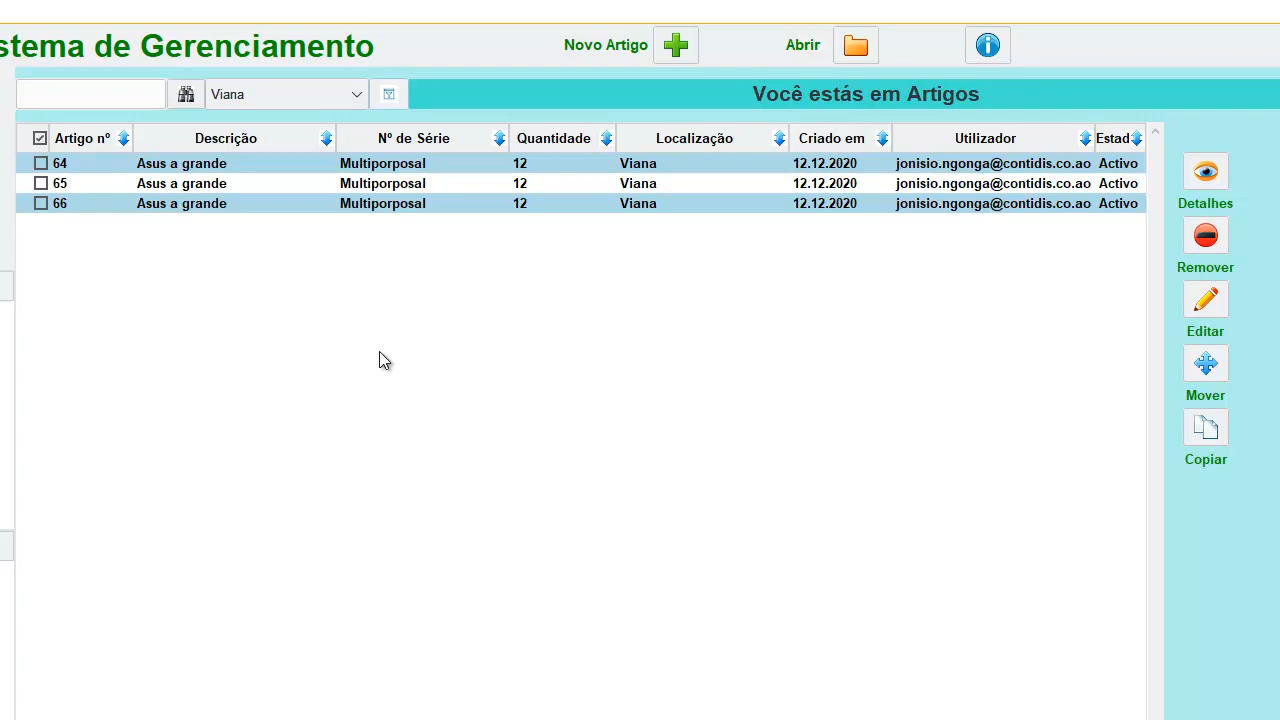 stema de Gerenciamento
Novo Artigo
Abrir
Viana
Você estás em Artigos
Artigo nº Descrição Nº de Série Quantidade Localização Criado em Utilizador Estad
64 Asus a grande Multiporposal 12 Viana 12.12.2020 jonisio.ngonga@contidis.co.ao Activo
65 Asus a grande Multiporposal 12 Viana 12.12.2020 jonisio.ngonga@contidis.co.ao Activo
66 Asus a grande Multiporposal 12 Viana 12.12.2020 jonisio.ngonga@contidis.co.ao Activo
Detalhes
Remover
Editar
Mover
Copiar